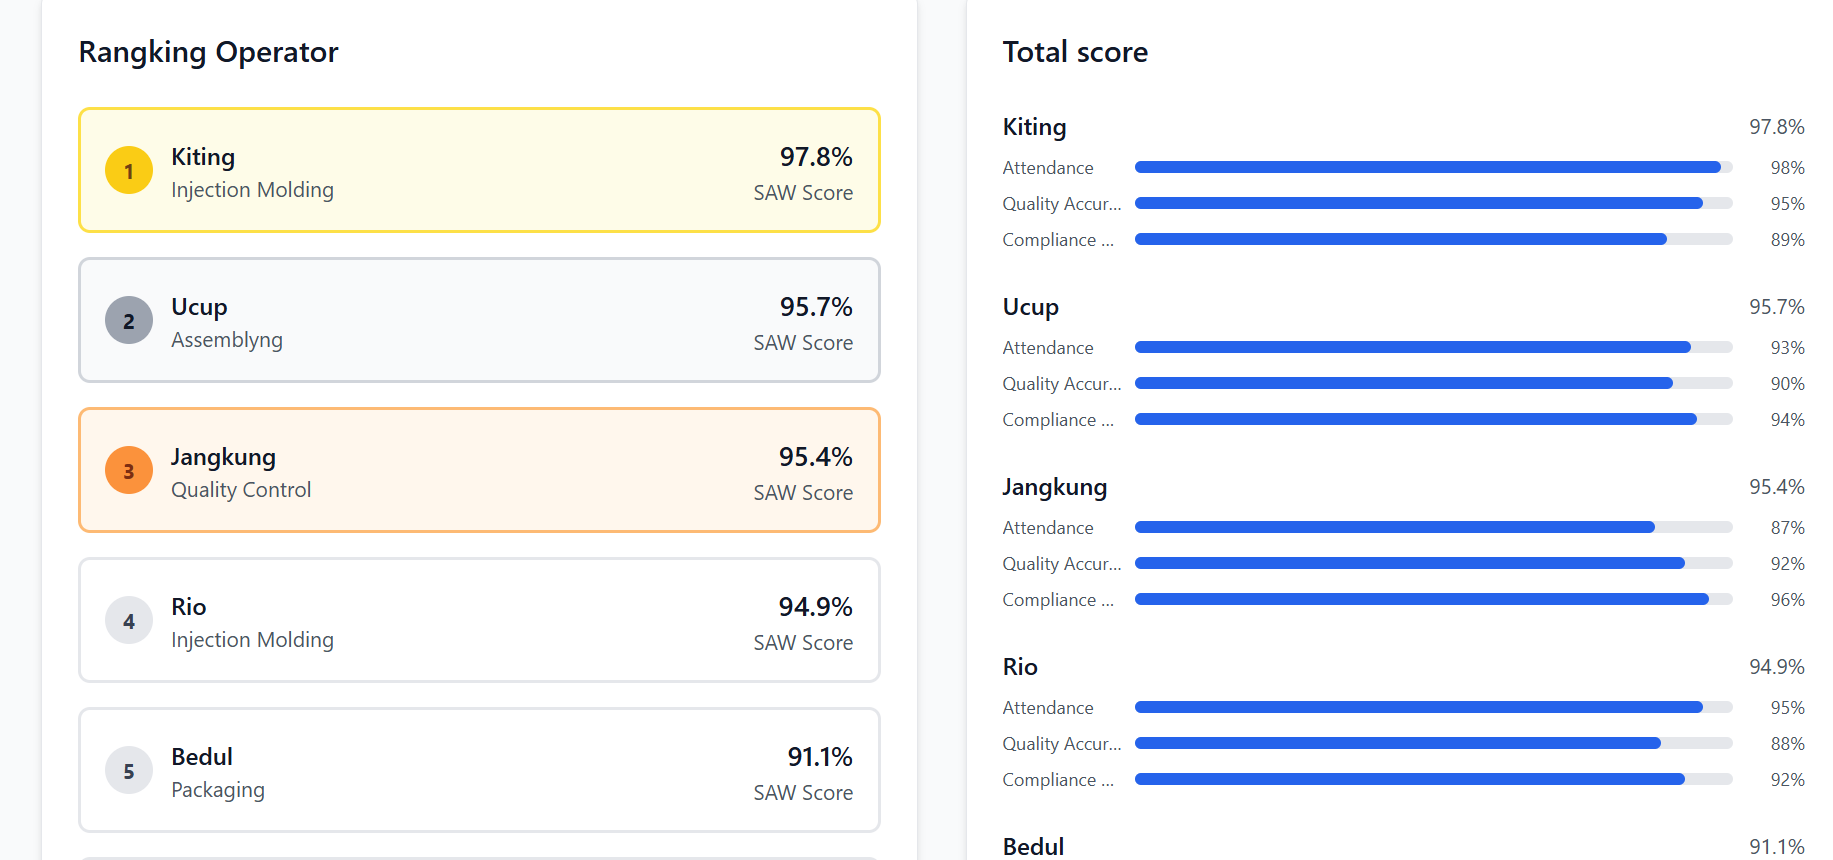 Rangking Operator
1
Kiting
Injection Molding
97.8%
SAW Score
2
Ucup
Assemblyng
95.7%
SAW Score
3
Jangkung
Quality Control
95.4%
SAW Score
4
Rio
Injection Molding
94.9%
SAW Score
5
Bedul
Packaging
91.1%
SAW Score
Total score
Kiting 97.8%
Attendance 98%
Quality Accur... 95%
Compliance ... 89%
Ucup 95.7%
Attendance 93%
Quality Accur... 90%
Compliance ... 94%
Jangkung 95.4%
Attendance 87%
Quality Accur... 92%
Compliance ... 96%
Rio 94.9%
Attendance 95%
Quality Accur... 88%
Compliance ... 92%
Bedul 91.1%